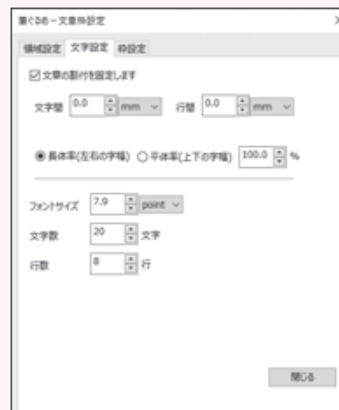 筆ぐるめ - 文章枠設定
領域設定 文字設定 枠設定
文章の割付を固定します
文字間 0.0 mm 行間 0.0 mm
長体率(左右の字幅) 平体率(上下の字幅) 100.0 %
フォントサイズ 7.9 point
文字数 20 文字
行数 8 行
閉じる